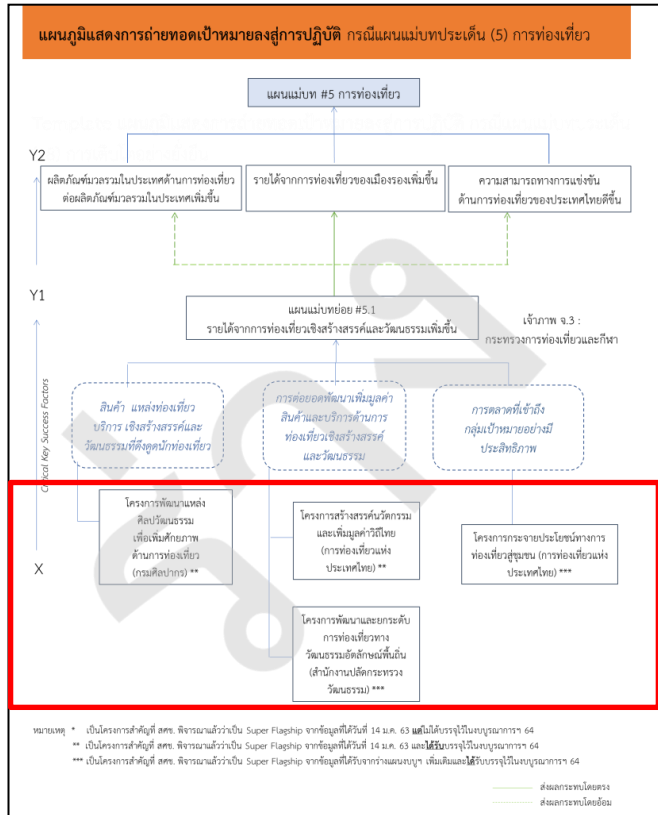 แผนภูมิแสดงการถ่ายทอดเป้าหมายลงสู่การปฏิบัติ กรณีแผนแม่บทประเด็น (5) การท่องเที่ยว
แผนแม่บท #5 การท่องเที่ยว
Y2
ผลิตภัณฑ์มวลรวมในประเทศด้านการท่องเที่ยว
ต่อผลิตภัณฑ์มวลรวมในประเทศเพิ่มขึ้น
รายได้จากการท่องเที่ยวของเมืองรองเพิ่มขึ้น
ความสามารถทางการแข่งขัน
ด้านการท่องเที่ยวของประเทศไทยดีขึ้น
Y1
แผนแม่บทย่อย #5.1
รายได้จากการท่องเที่ยวเชิงสร้างสรรค์และวัฒนธรรมเพิ่มขึ้น
เจ้าภาพ จ.3 :
กระทรวงการท่องเที่ยวและกีฬา
Critical Key Success Factors
สินค้า แหล่งท่องเที่ยว
บริการ เชิงสร้างสรรค์และ
วัฒนธรรมที่ดึงดูดนักท่องเที่ยว
การต่อยอดพัฒนาเพิ่มมูลค่า
สินค้าและบริการด้านการ
ท่องเที่ยวเชิงสร้างสรรค์
และวัฒนธรรม
การตลาดที่เข้าถึง
กลุ่มเป้าหมายอย่างมี
ประสิทธิภาพ
X
โครงการพัฒนาแหล่ง
ศิลปวัฒนธรรม
เพื่อเพิ่มศักยภาพ
ด้านการท่องเที่ยว
(กรมศิลปากร) **
โครงการสร้างสรรค์นวัตกรรม
และเพิ่มมูลค่าวิถีไทย
(การท่องเที่ยวแห่ง
ประเทศไทย) **
โครงการกระจายประโยชน์ทางการ
ท่องเที่ยวสู่ชุมชน (การท่องเที่ยวแห่ง
ประเทศไทย) ***
โครงการพัฒนาและยกระดับ
การท่องเที่ยวทาง
วัฒนธรรมอัตลักษณ์พื้นถิ่น
(สำนักงานปลัดกระทรวง
วัฒนธรรม) ***
ร่าง
หมายเหตุ * เป็นโครงการสำคัญที่ สศช. พิจารณาแล้วว่าเป็น Super Flagship จากข้อมูลที่ได้วันที่ 14 ม.ค. 63 แต่ไม่ได้บรรจุไว้ในงบบูรณาการฯ 64
** เป็นโครงการสำคัญที่ สศช. พิจารณาแล้วว่าเป็น Super Flagship จากข้อมูลที่ได้วันที่ 14 ม.ค. 63 และได้รับบรรจุไว้ในงบบูรณาการฯ 64
*** เป็นโครงการสำคัญที่ สศช. พิจารณาแล้วว่าเป็น Super Flagship จากข้อมูลที่ได้รับจากร่างแผนงบบูฯ เพิ่มเติมและได้รับบรรจุไว้ในงบบูรณาการฯ 64
ส่งผลกระทบโดยตรง
ส่งผลกระทบโดยอ้อม